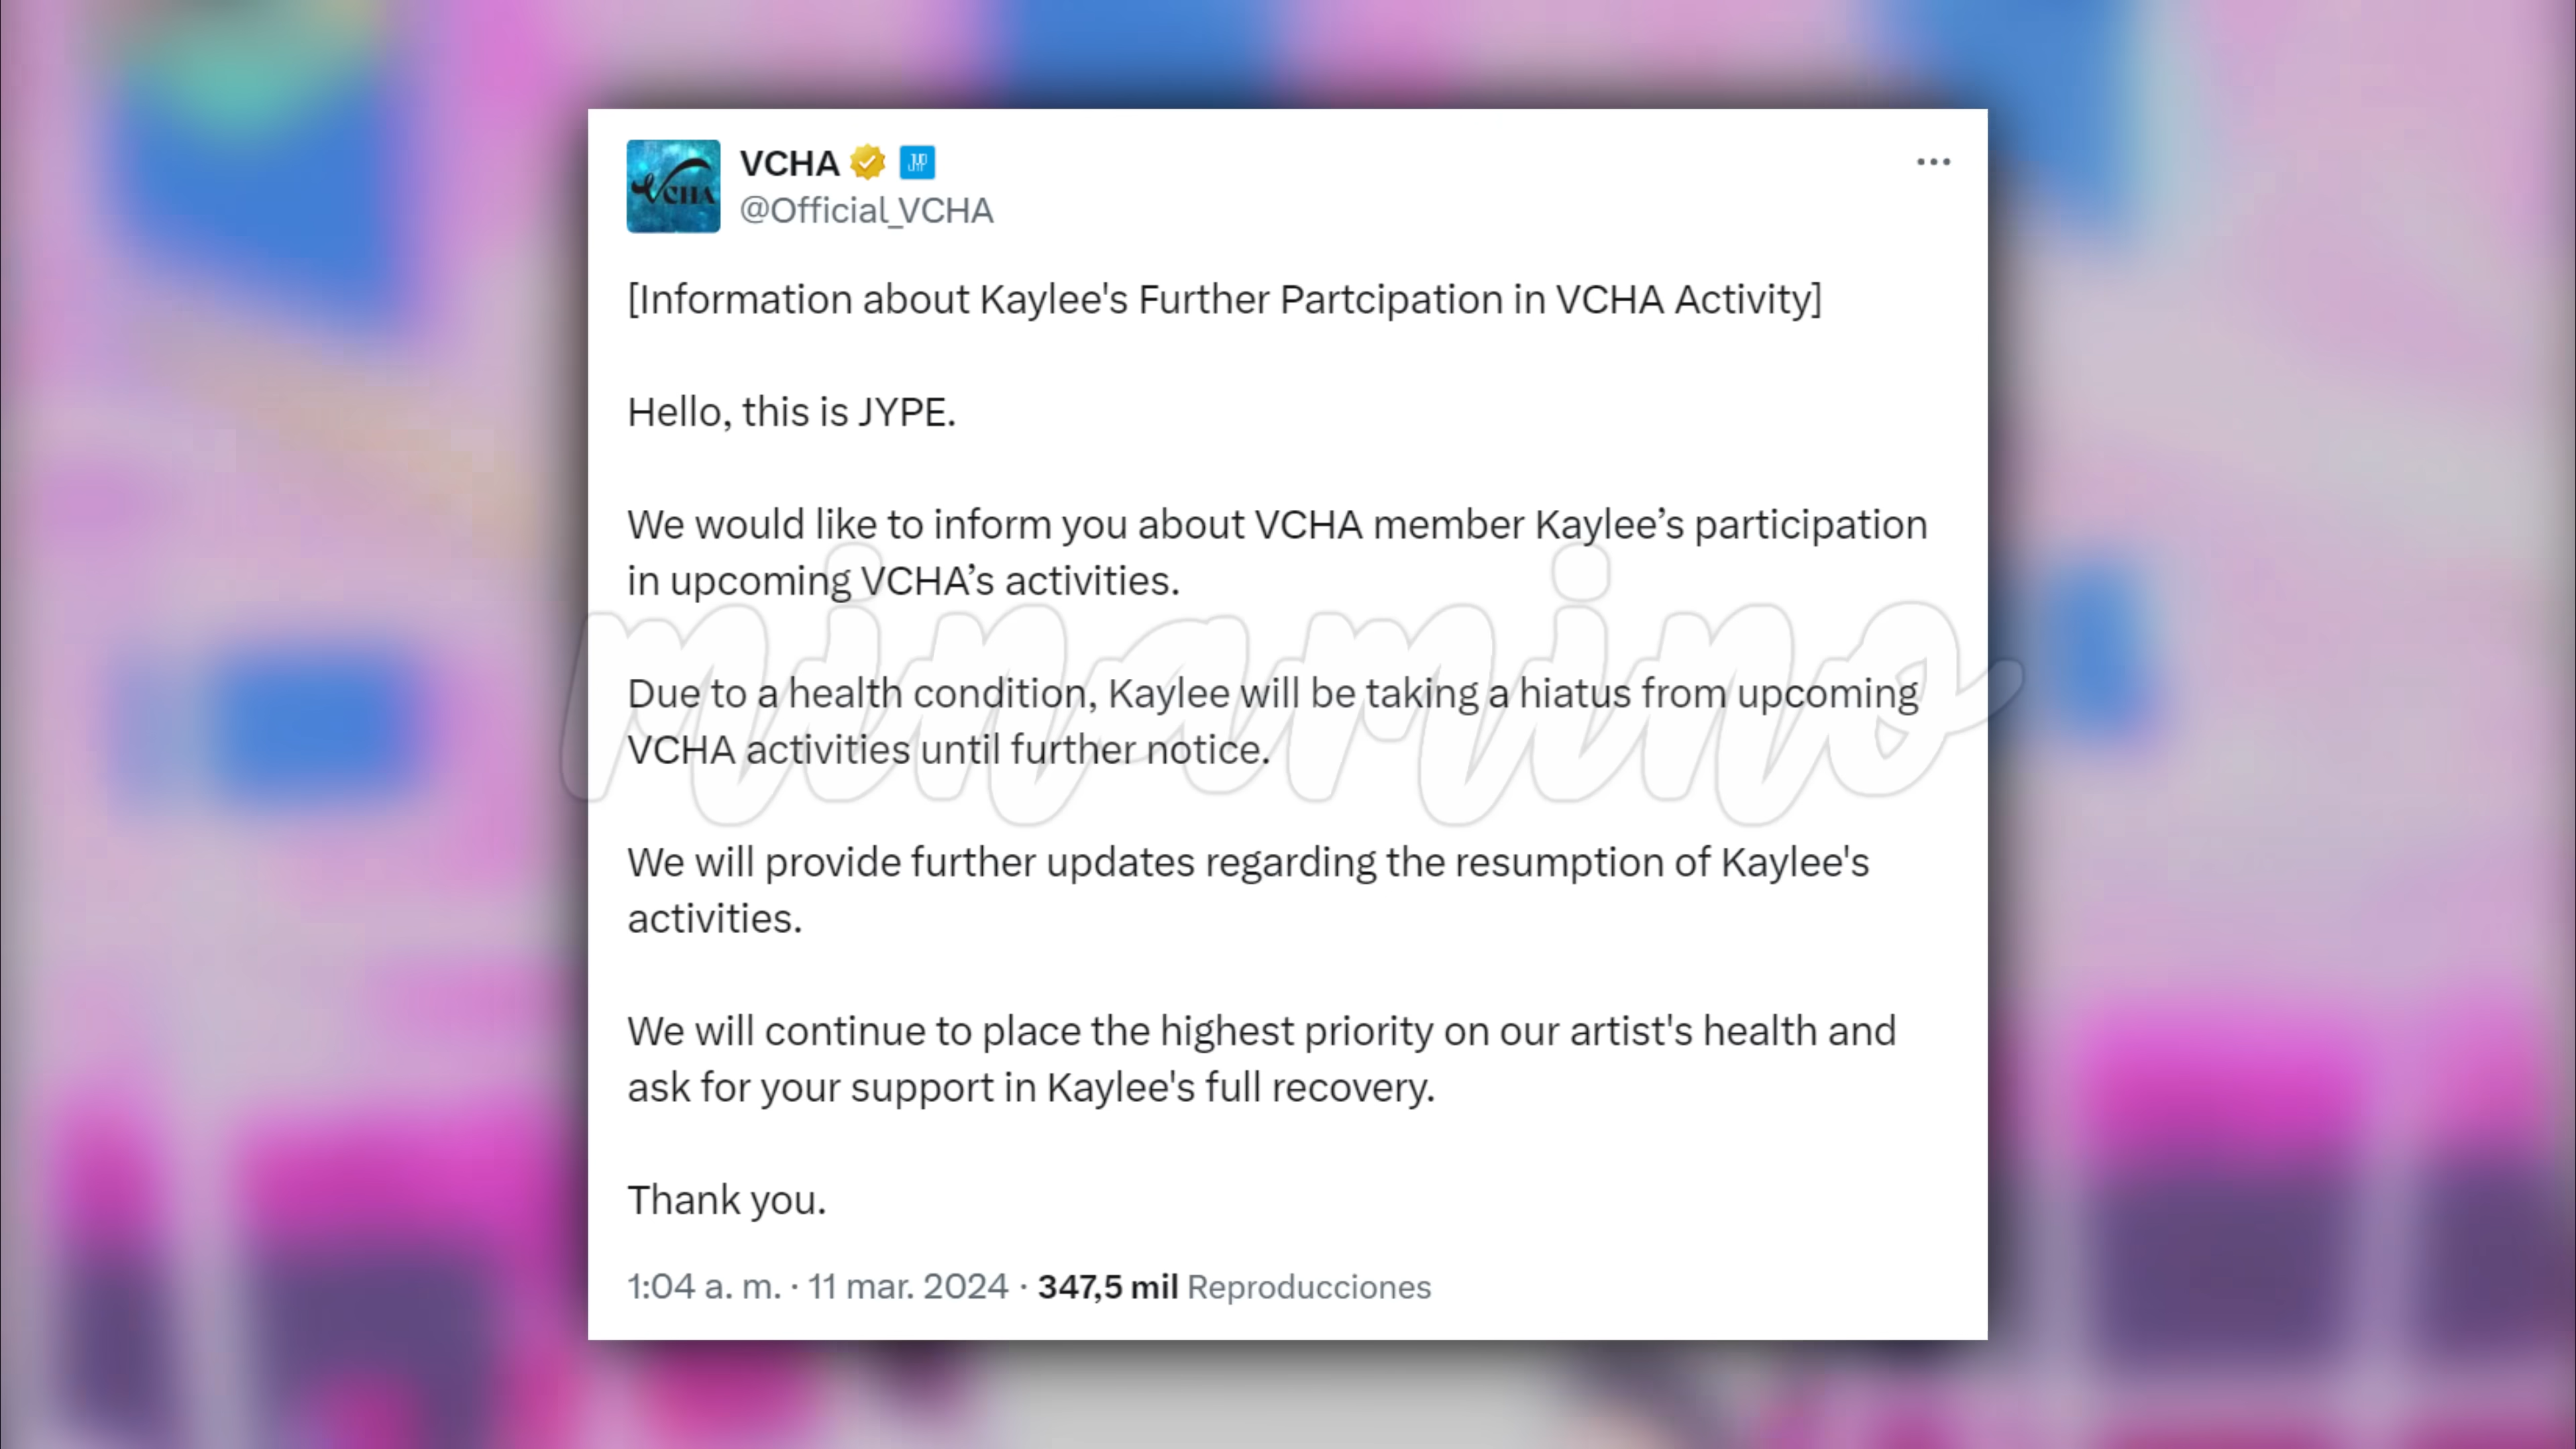 VCHA
@Official_VCHA
[Information about Kaylee's Further Partcipation in VCHA Activity]
Hello, this is JYPE.
We would like to inform you about VCHA member Kaylee’s participation
in upcoming VCHA’s activities.
minamino
Due to a health condition, Kaylee will be taking a hiatus from upcoming
VCHA activities until further notice.
We will provide further updates regarding the resumption of Kaylee's
activities.
We will continue to place the highest priority on our artist's health and
ask for your support in Kaylee's full recovery.
Thank you.
1:04 a. m. · 11 mar. 2024 · 347,5 mil Reproducciones